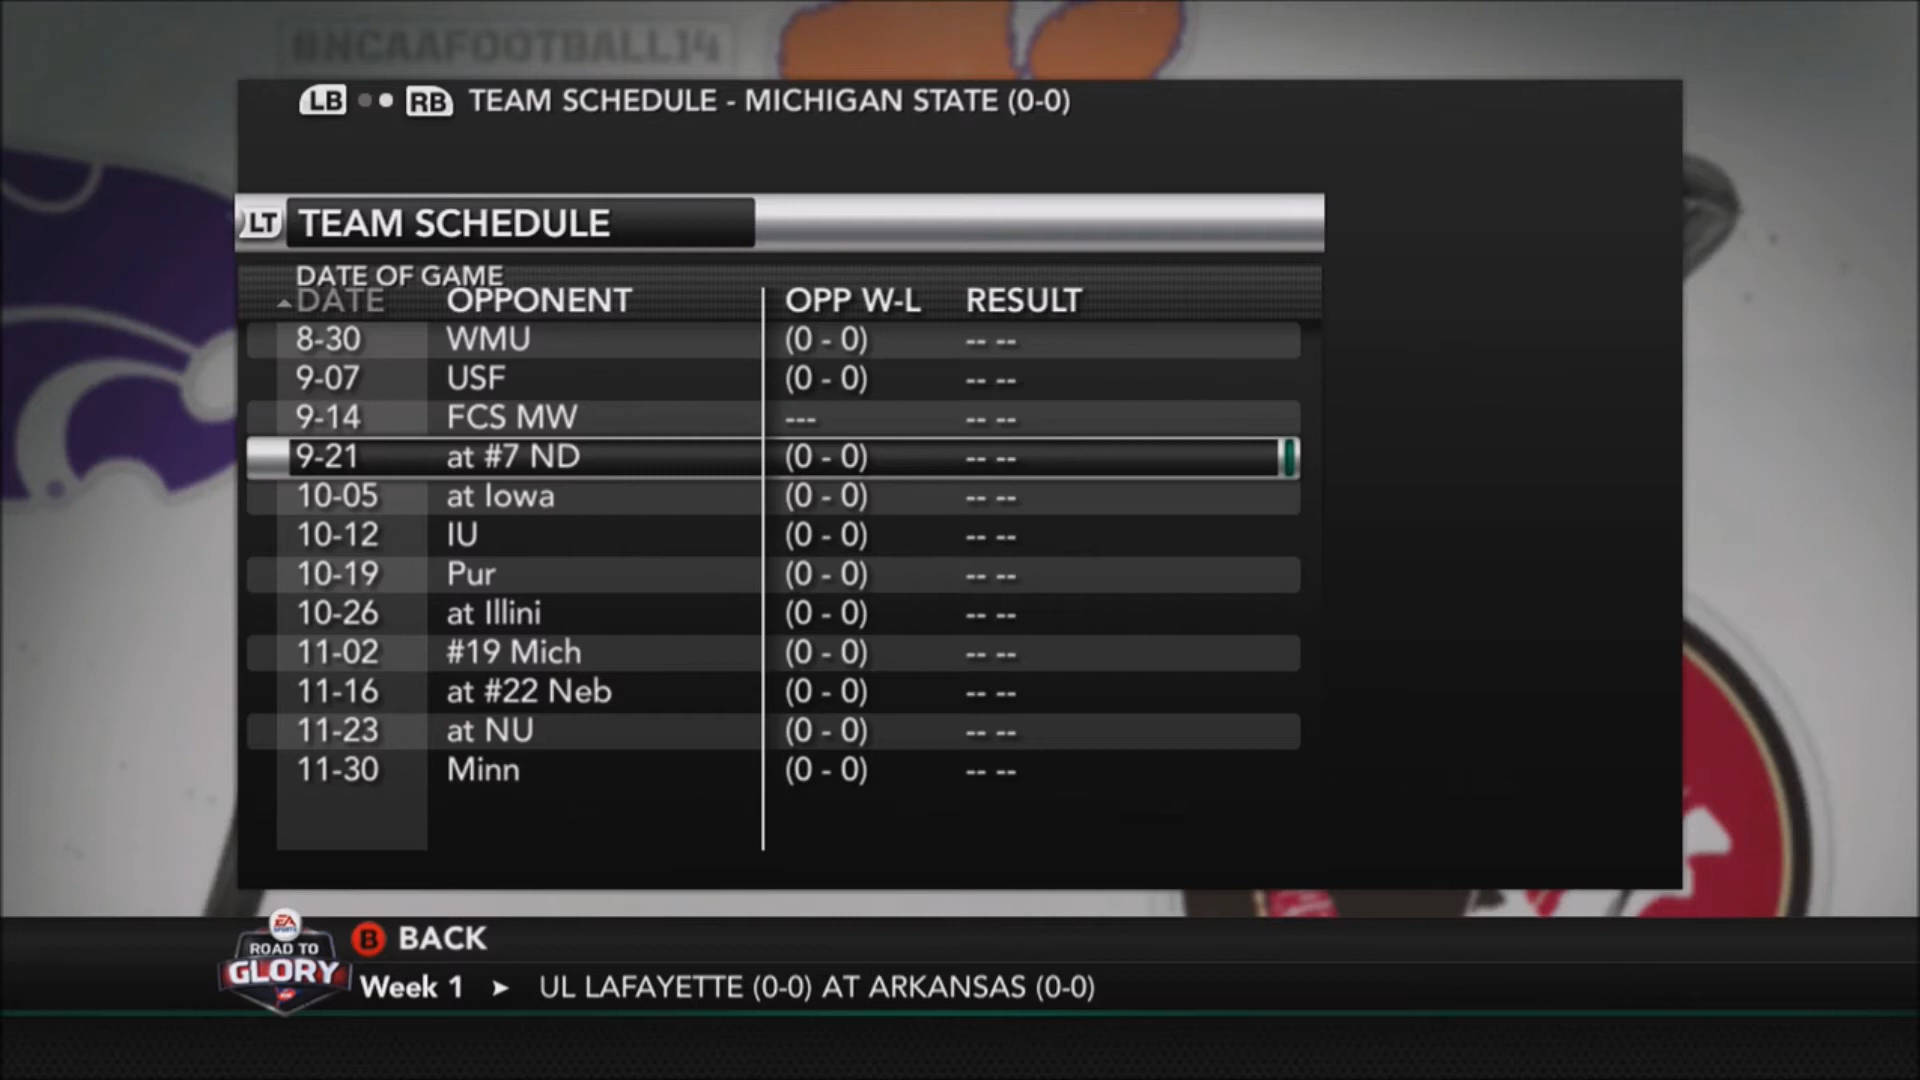 #NCAAFOOTBALL14
LB RB TEAM SCHEDULE - MICHIGAN STATE (0-0)
LT TEAM SCHEDULE
DATE OF GAME
DATE OPPONENT OPP W-L RESULT
8-30 WMU (0 - 0) -- --
9-07 USF (0 - 0) -- --
9-14 FCS MW --- -- --
9-21 at #7 ND (0 - 0) -- --
10-05 at Iowa (0 - 0) -- --
10-12 IU (0 - 0) -- --
10-19 Pur (0 - 0) -- --
10-26 at Illini (0 - 0) -- --
11-02 #19 Mich (0 - 0) -- --
11-16 at #22 Neb (0 - 0) -- --
11-23 at NU (0 - 0) -- --
11-30 Minn (0 - 0) -- --
EA SPORTS
ROAD TO
GLORY
B BACK
Week 1 ► UL LAFAYETTE (0-0) AT ARKANSAS (0-0)